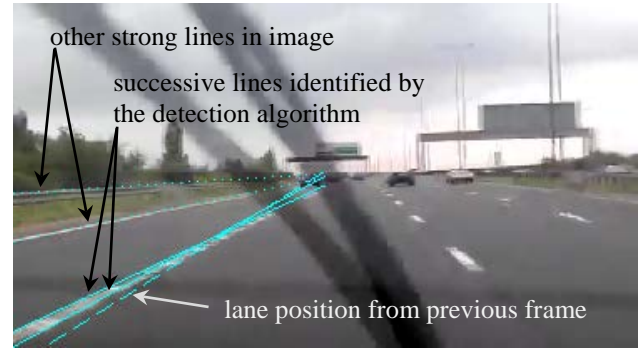 other strong lines in image
successive lines identified by
the detection algorithm
lane position from previous frame